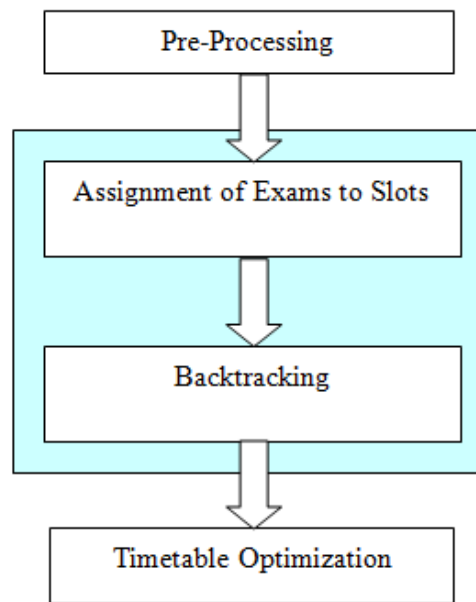 Pre-Processing
Assignment of Exams to Slots
Backtracking
Timetable Optimization